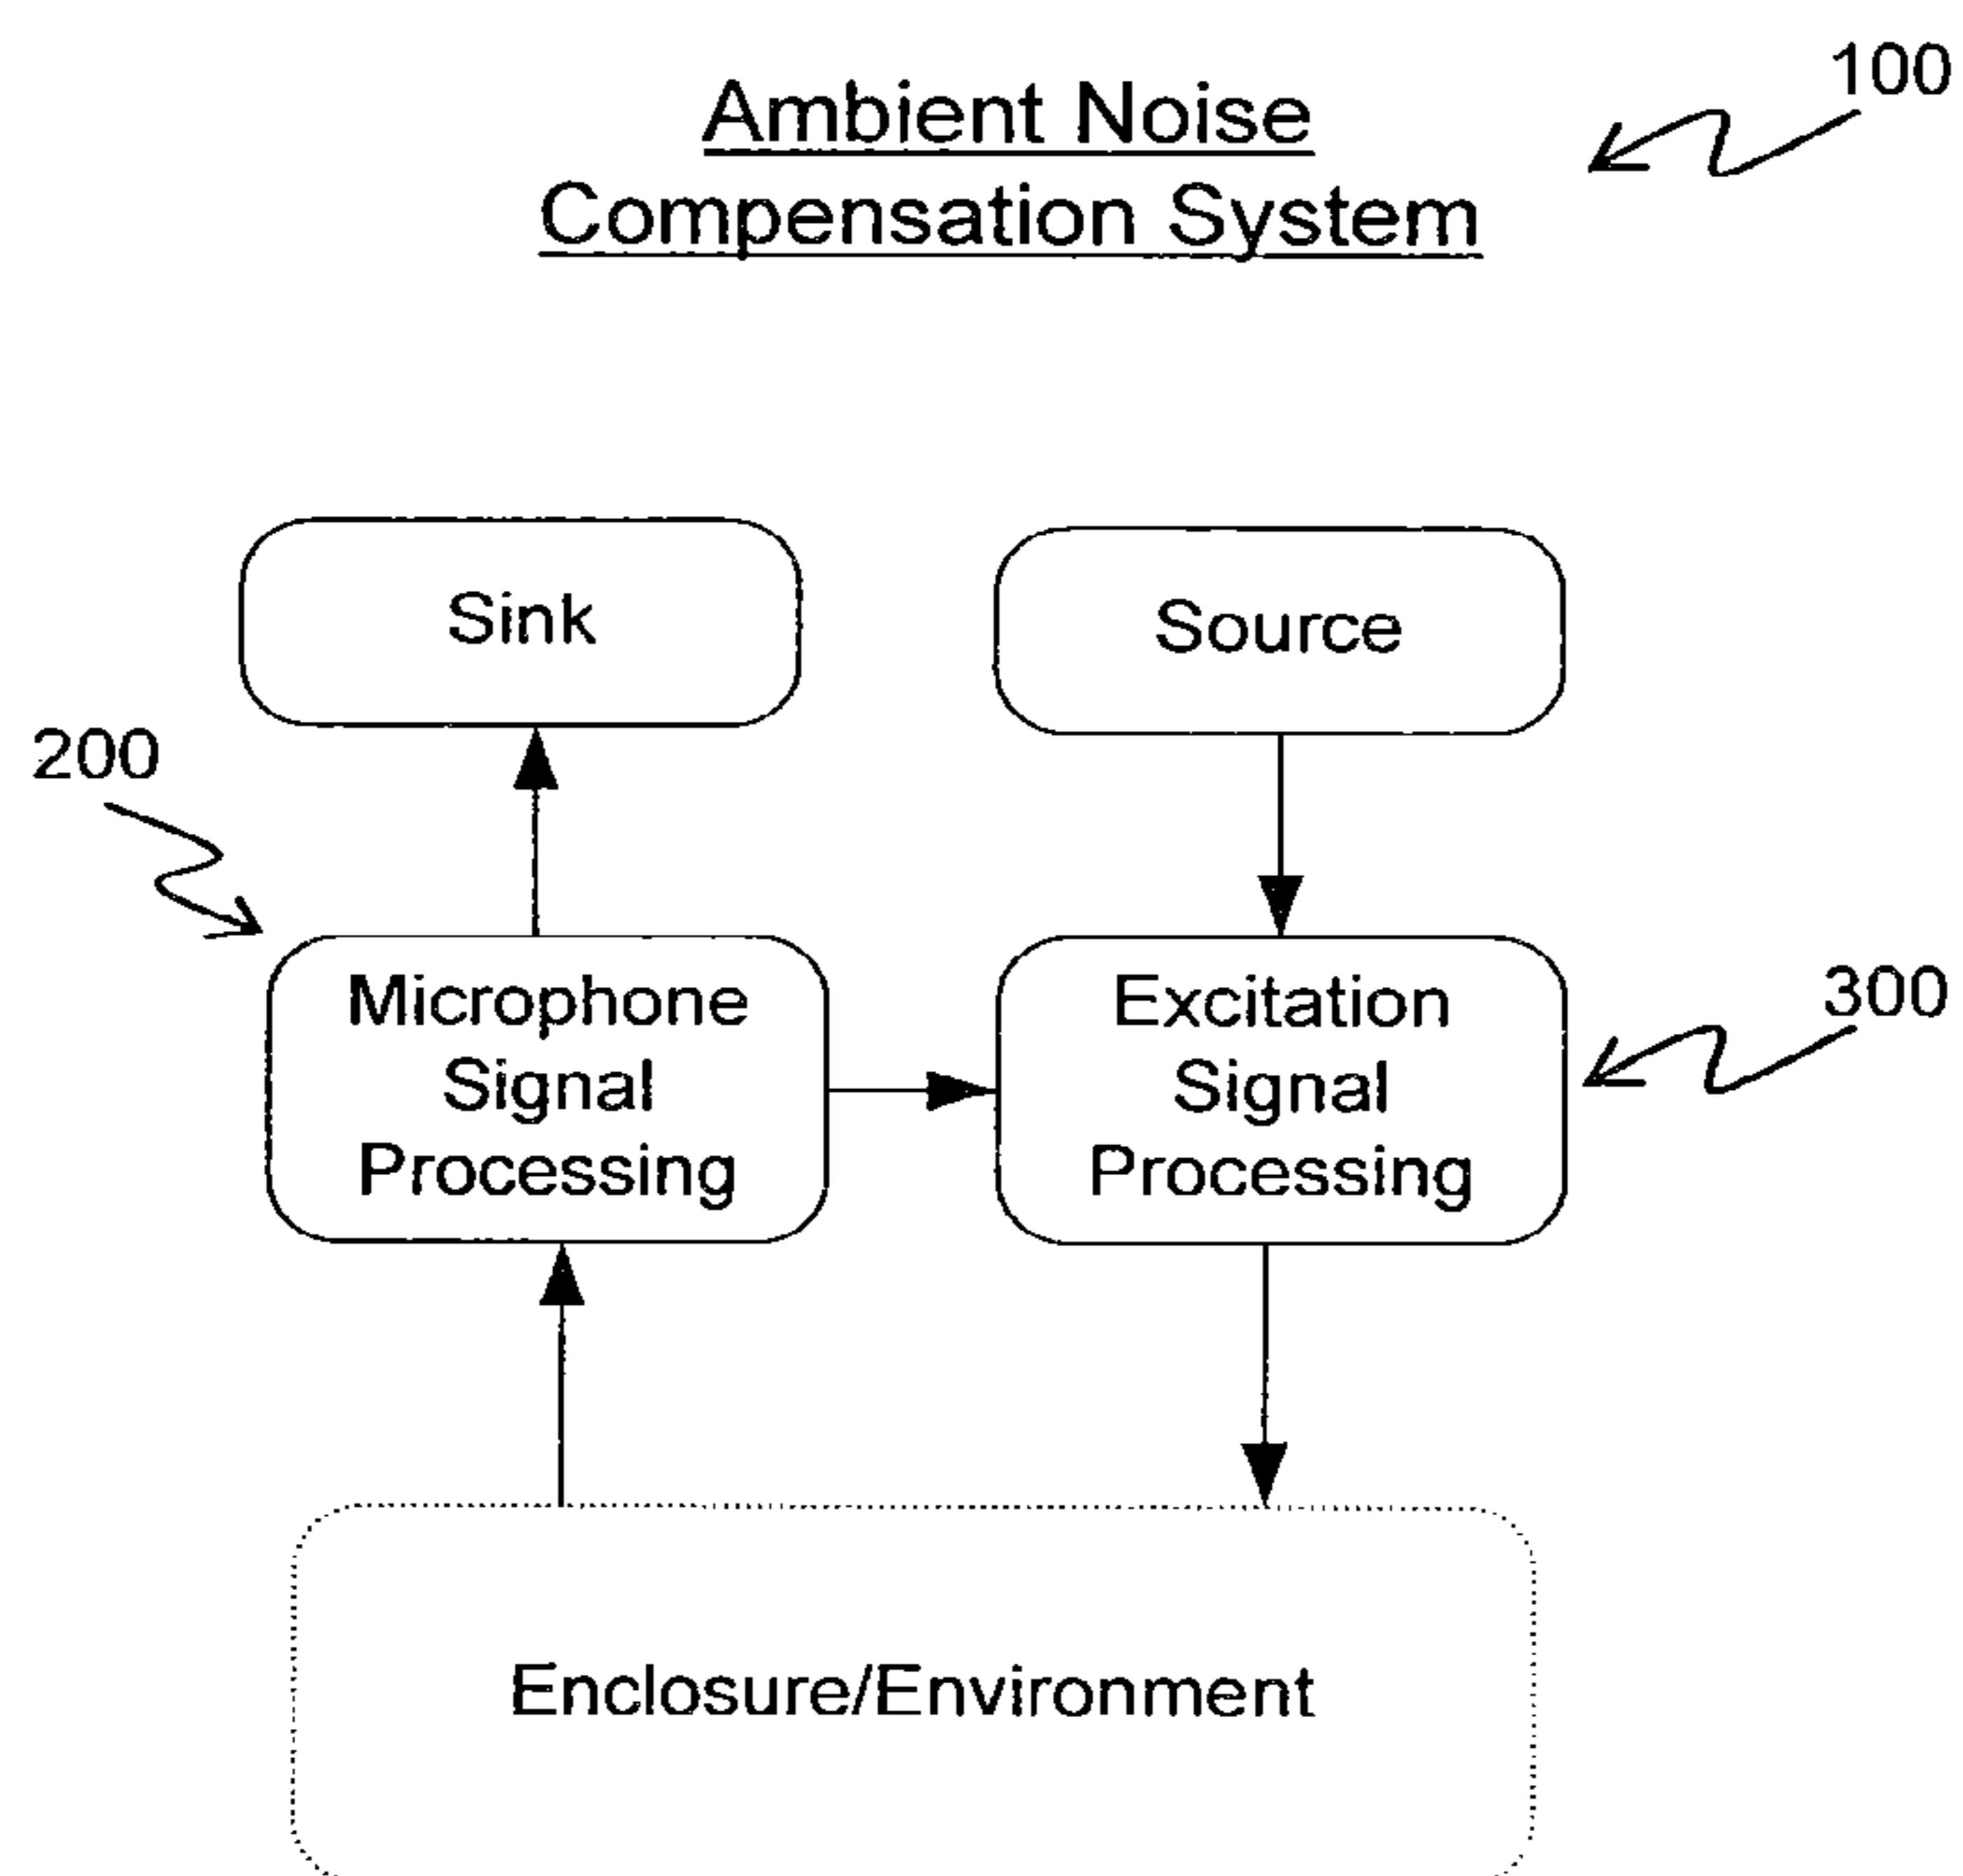 100
Ambient Noise
Compensation System
Sink
Source
200
Microphone
Signal
Processing
Excitation
Signal
Processing
300
Enclosure/Environment